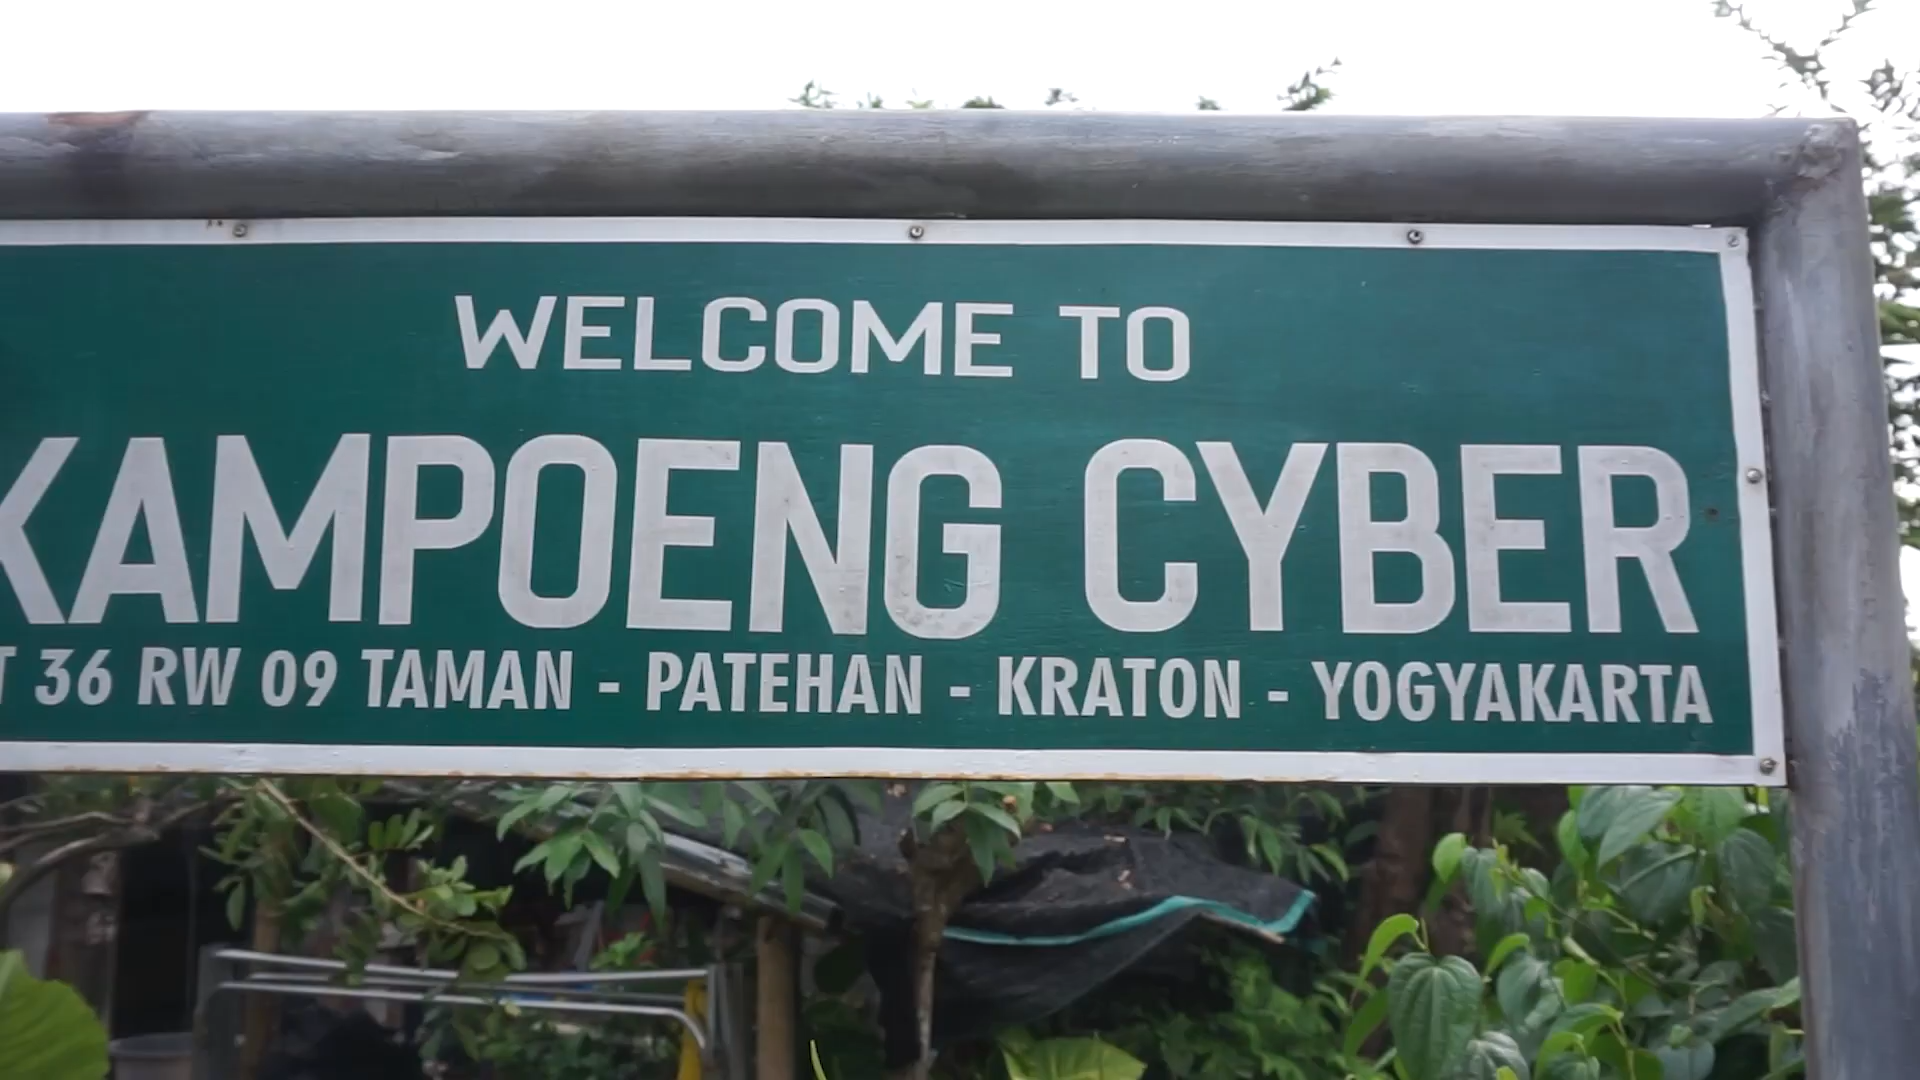 WELCOME TO
KAMPOENG CYBER
36 RW 09 TAMAN - PATEHAN - KRATON - YOGYAKARTA